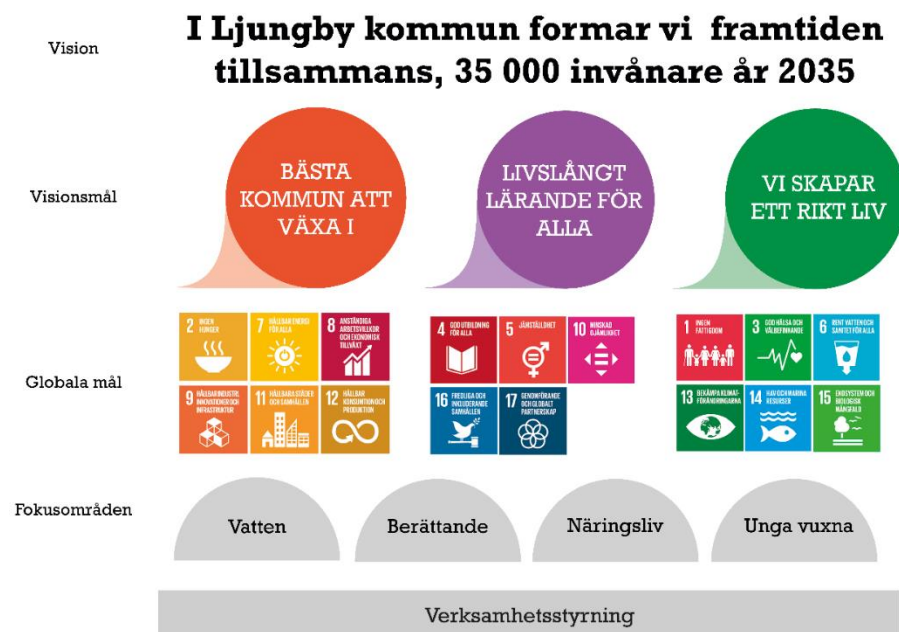 Vision
I Ljungby kommun formar vi framtiden
tillsammans, 35 000 invånare år 2035
Visionsmål
BÄSTA
KOMMUN ATT
VÄXA I
LIVSLÅNGT
LÄRANDE FÖR
ALLA
VI SKAPAR
ETT RIKT LIV
Globala mål
2 INGEN
HUNGER
7 HÅLLBAR ENERGI
FÖR ALLA
8 ANSTÄNDIGA
ARBETSVILLKOR
OCH EKONOMISK
TILLVÄXT
9 HÅLLBAR INDUSTRI,
INNOVATIONER OCH
INFRASTRUKTUR
11 HÅLLBARA STÄDER
OCH SAMHÄLLEN
12 HÅLLBAR
KONSUMTION OCH
PRODUKTION
4 GOD UTBILDNING
FÖR ALLA
5 JÄMSTÄLLDHET
10 MINSKAD
OJÄMLIKHET
16 FREDLIGA OCH
INKLUDERANDE
SAMHÄLLEN
17 GENOMFÖRANDE
OCH GLOBALT
PARTNERSKAP
1 INGEN
FATTIGDOM
3 GOD HÄLSA OCH
VÄLBEFINNANDE
6 RENT VATTEN OCH
SANITET FÖR ALLA
13 BEKÄMPA KLIMAT-
FÖRÄNDRINGARNA
14 HAV OCH MARINA
RESURSER
15 EKOSYSTEM OCH
BIOLOGISK
MÅNGFALD
Fokusområden
Vatten
Berättande
Näringsliv
Unga vuxna
Verksamhetsstyrning